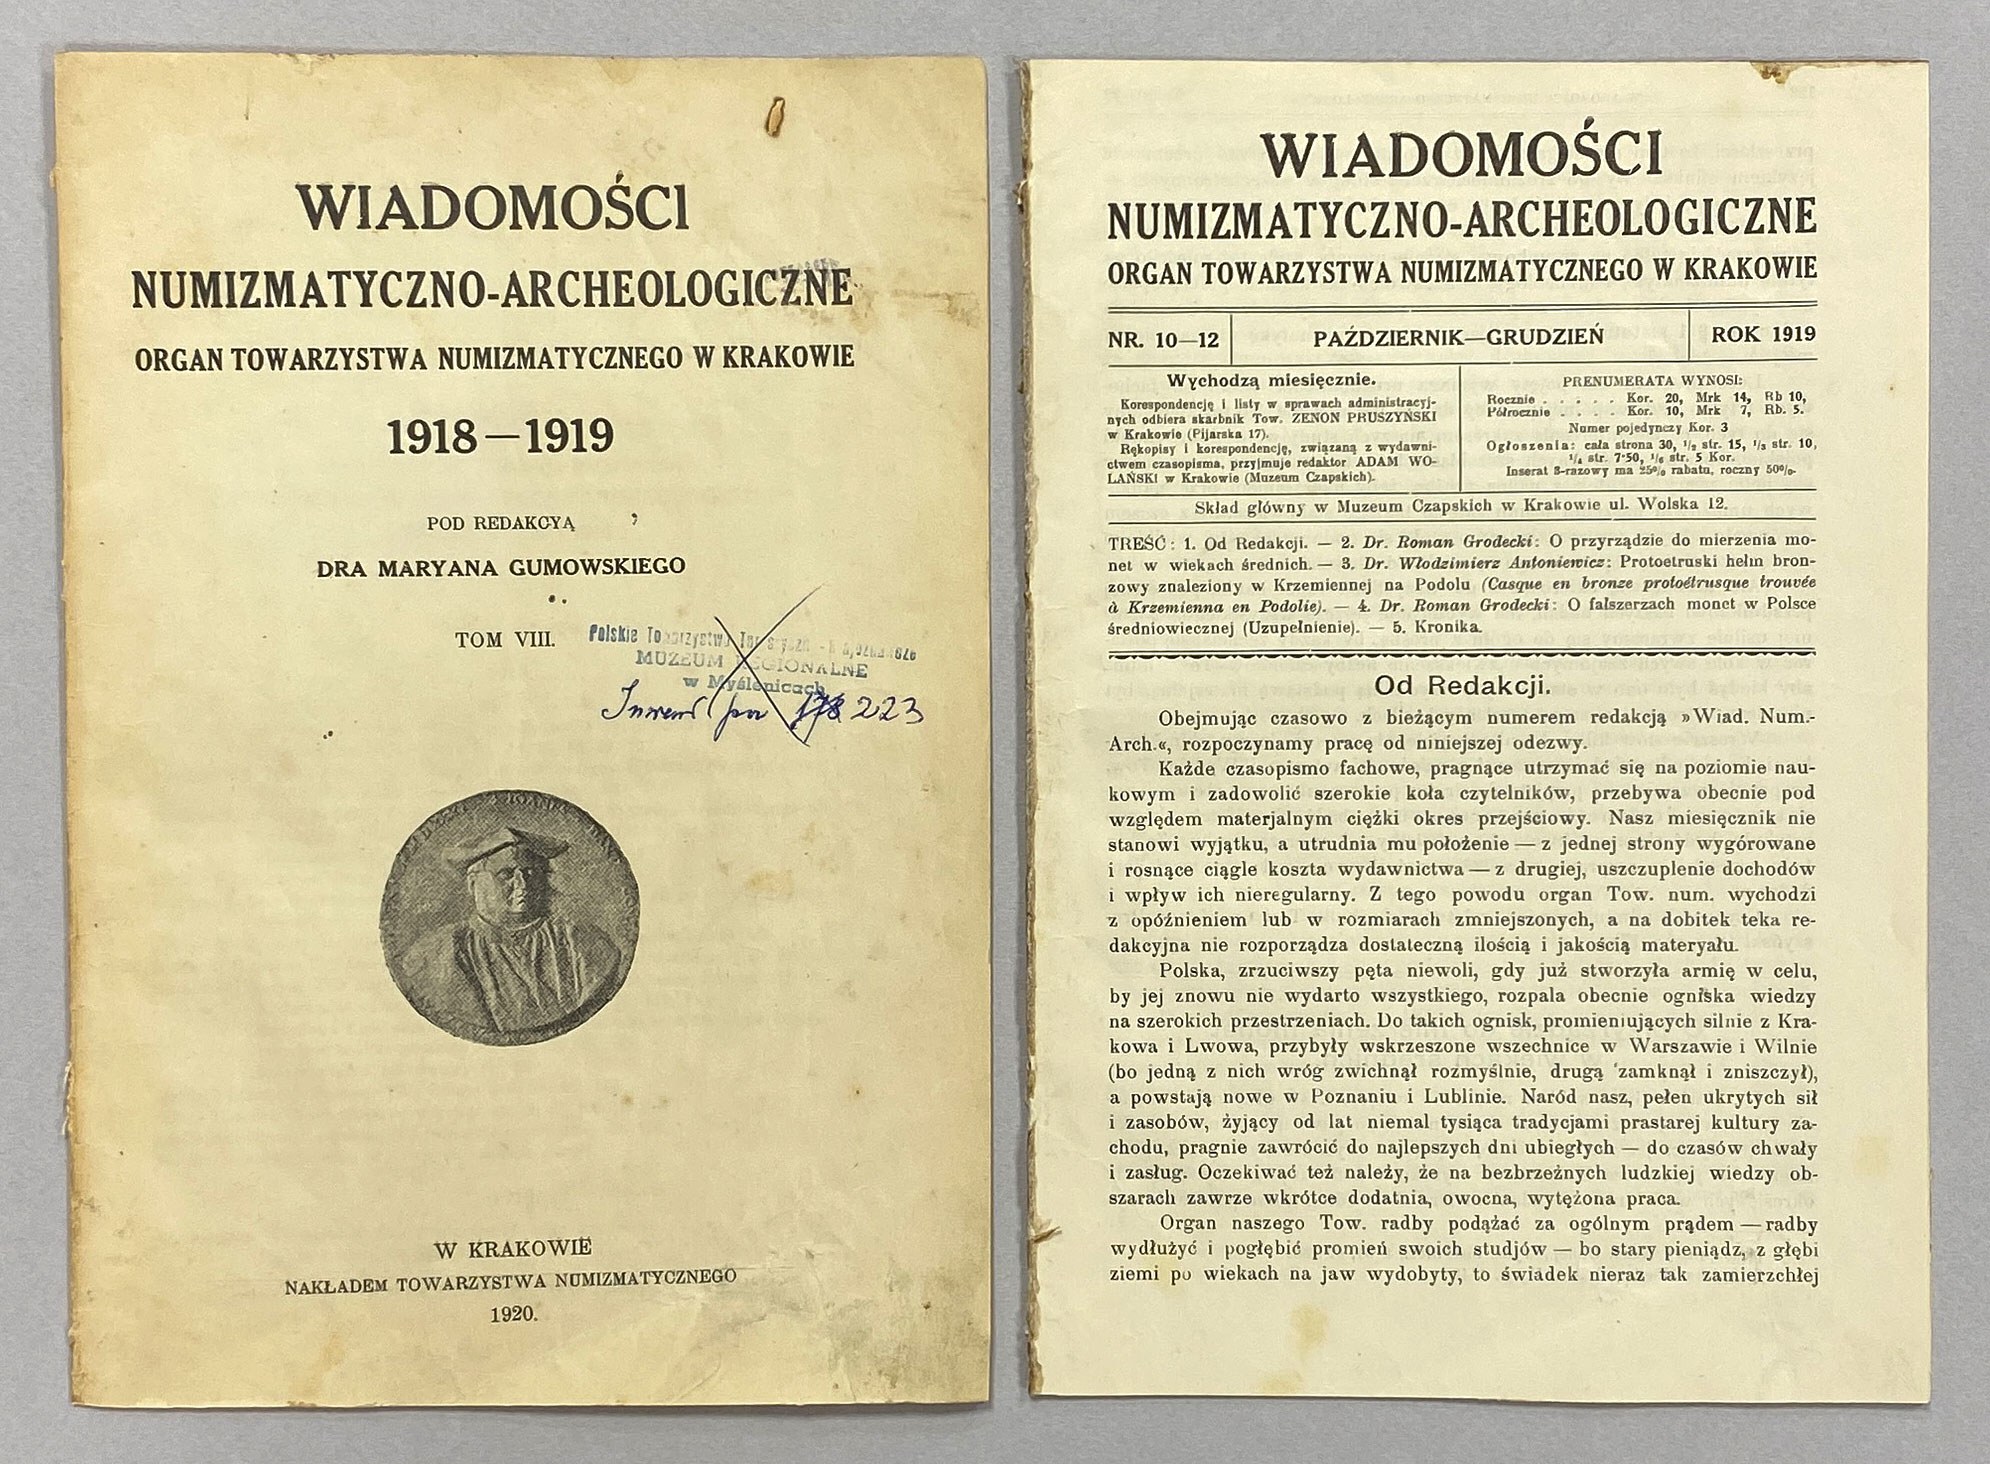 WIADOMOŚCI
NUMIZMATYCZNO-ARCHEOLOGICZNE
ORGAN TOWARZYSTWA NUMIZMATYCZNEGO W KRAKOWIE
1918—1919
POD REDAKCYĄ
DRA MARYANA GUMOWSKIEGO
TOM VIII.
Polskie
MUZEUM REGIONALNE
w Myślenicach
223
W KRAKOWIE
NAKŁADEM TOWARZYSTWA NUMIZMATYCZNEGO
1920.
WIADOMOŚCI
NUMIZMATYCZNO-ARCHEOLOGICZNE
ORGAN TOWARZYSTWA NUMIZMATYCZNEGO W KRAKOWIE
NR. 10—12 PAŹDZIERNIK—GRUDZIEŃ ROK 1919
Wychodzą miesięcznie.
Korespondencję i listy w sprawach administracyj-
nych odbiera skarbnik Tow. ZENON PRUSZYŃSKI
w Krakowie (Pijarska 17).
Rękopisy i korespondencję, związaną z wydawni-
ctwem czasopisma, przyjmuje redaktor ADAM WO-
LAŃSKI w Krakowie (Muzeum Czapskich).
PRENUMERATA WYNOSI:
Rocznie . . . . . Kor. 20, Mrk 14, Rb 10,
Półrocznie . . . . Kor. 10, Mrk 7, Rb. 5.
Numer pojedynczy Kor. 3
Ogłoszenia: cała strona 30, ½ str. 15, ⅓ str. 10,
¼ str. 7·50, ⅙ str. 5 Kor.
Inserat 3-razowy ma 25% rabatu, roczny 50%.
Skład główny w Muzeum Czapskich w Krakowie ul. Wolska 12.
TREŚĆ: 1. Od Redakcji. — 2. Dr. Roman Grodecki: O przyrządzie do mierzenia mo-
net w wiekach średnich. — 3. Dr. Włodzimierz Antoniewicz: Protoetruski hełm bron-
zowy znaleziony w Krzemiennej na Podolu (Casque en bronze protoétrusque trouvée
à Krzemienna en Podolie). — 4. Dr. Roman Grodecki: O fałszerzach monet w Polsce
średniowiecznej (Uzupełnienie). — 5. Kronika.
Od Redakcji.
Obejmując czasowo z bieżącym numerem redakcją »Wiad. Num.-
Arch.«, rozpoczynamy pracę od niniejszej odezwy.
Każde czasopismo fachowe, pragnące utrzymać się na poziomie nau-
kowym i zadowolić szerokie koła czytelników, przebywa obecnie pod
względem materjalnym ciężki okres przejściowy. Nasz miesięcznik nie
stanowi wyjątku, a utrudnia mu położenie — z jednej strony wygórowane
i rosnące ciągle koszta wydawnictwa — z drugiej, uszczuplenie dochodów
i wpływ ich nieregularny. Z tego powodu organ Tow. num. wychodzi
z opóźnieniem lub w rozmiarach zmniejszonych, a na dobitek teka re-
dakcyjna nie rozporządza dostateczną ilością i jakością materyału.
Polska, zrzuciwszy pęta niewoli, gdy już stworzyła armię w celu,
by jej znowu nie wydarto wszystkiego, rozpala obecnie ogniska wiedzy
na szerokich przestrzeniach. Do takich ognisk, promieniujących silnie z Kra-
kowa i Lwowa, przybyły wskrzeszone wszechnice w Warszawie i Wilnie
(bo jedną z nich wróg zwichnął rozmyślnie, drugą zamknął i zniszczył),
a powstają nowe w Poznaniu i Lublinie. Naród nasz, pełen ukrytych sił
i zasobów, żyjący od lat niemal tysiąca tradycjami prastarej kultury za-
chodu, pragnie zawrócić do najlepszych dni ubiegłych — do czasów chwały
i zasług. Oczekiwać też należy, że na bezbrzeżnych ludzkiej wiedzy ob-
szarach zawrze wkrótce dodatnia, owocna, wytężona praca.
Organ naszego Tow. radby podążać za ogólnym prądem — radby
wydłużyć i pogłębić promień swoich studjów — bo stary pieniądz, z głębi
ziemi po wiekach na jaw wydobyty, to świadek nieraz tak zamierzchłej